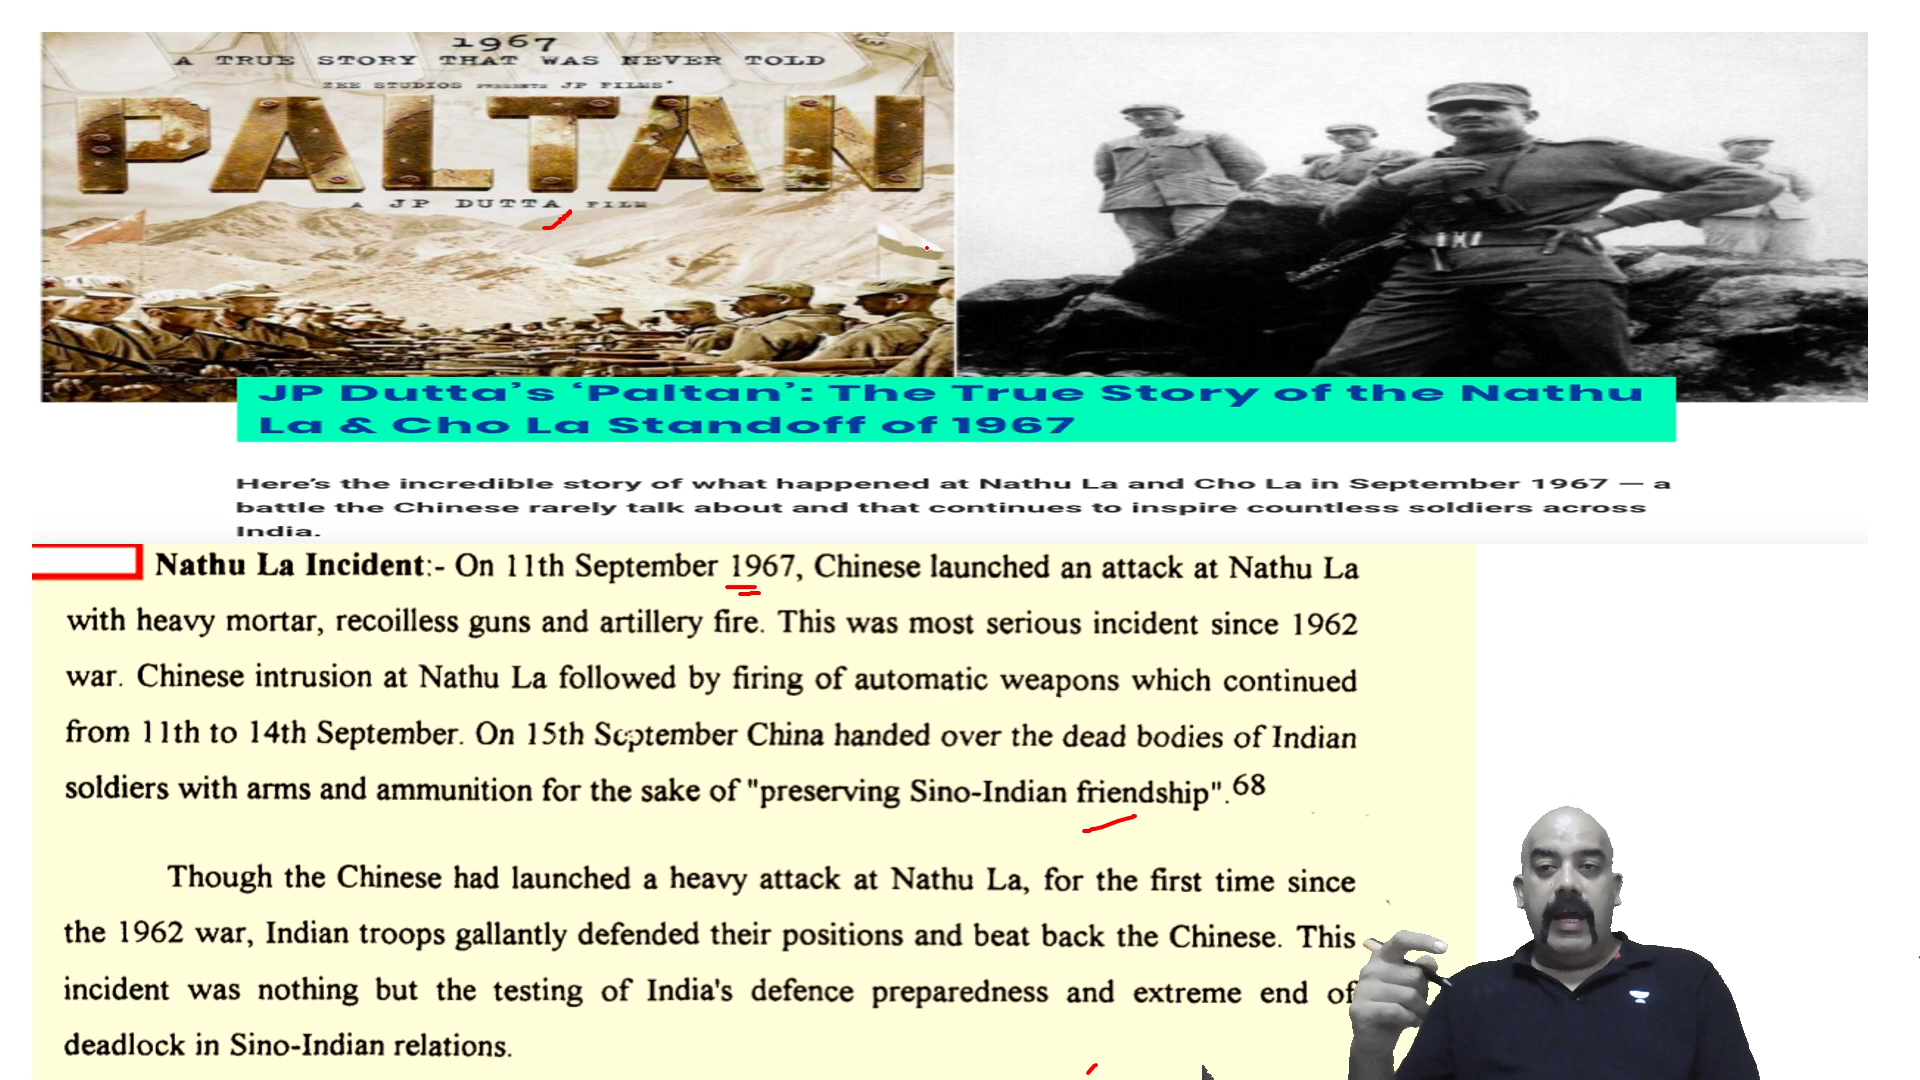 1967
A TRUE STORY THAT WAS NEVER TOLD
ZEE STUDIOS PRESENTS JP FILMS'
PALTAN
A JP DUTTA FILM
JP Dutta's 'Paltan': The True Story of the Nathu
La & Cho La Standoff of 1967
Here's the incredible story of what happened at Nathu La and Cho La in September 1967 — a
battle the Chinese rarely talk about and that continues to inspire countless soldiers across
India.
Nathu La Incident:- On 11th September 1967, Chinese launched an attack at Nathu La
with heavy mortar, recoilless guns and artillery fire. This was most serious incident since 1962
war. Chinese intrusion at Nathu La followed by firing of automatic weapons which continued
from 11th to 14th September. On 15th September China handed over the dead bodies of Indian
soldiers with arms and ammunition for the sake of "preserving Sino-Indian friendship".68
Though the Chinese had launched a heavy attack at Nathu La, for the first time since
the 1962 war, Indian troops gallantly defended their positions and beat back the Chinese. This
incident was nothing but the testing of India's defence preparedness and extreme end of
deadlock in Sino-Indian relations.